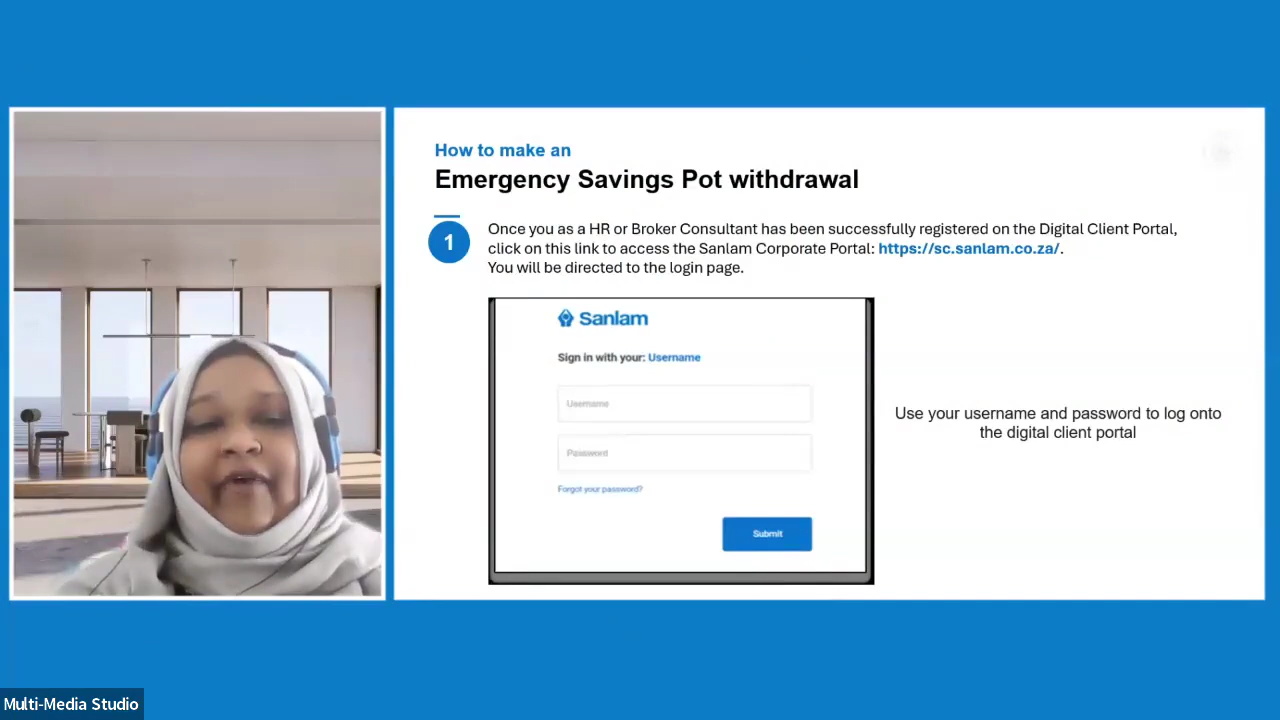 How to make an
Emergency Savings Pot withdrawal
1
Once you as a HR or Broker Consultant has been successfully registered on the Digital Client Portal,
click on this link to access the Sanlam Corporate Portal: https://sc.sanlam.co.za/.
You will be directed to the login page.
Sanlam
Sign in with your: Username
Username
Password
Forgot your password?
Submit
Use your username and password to log onto
the digital client portal
Multi-Media Studio